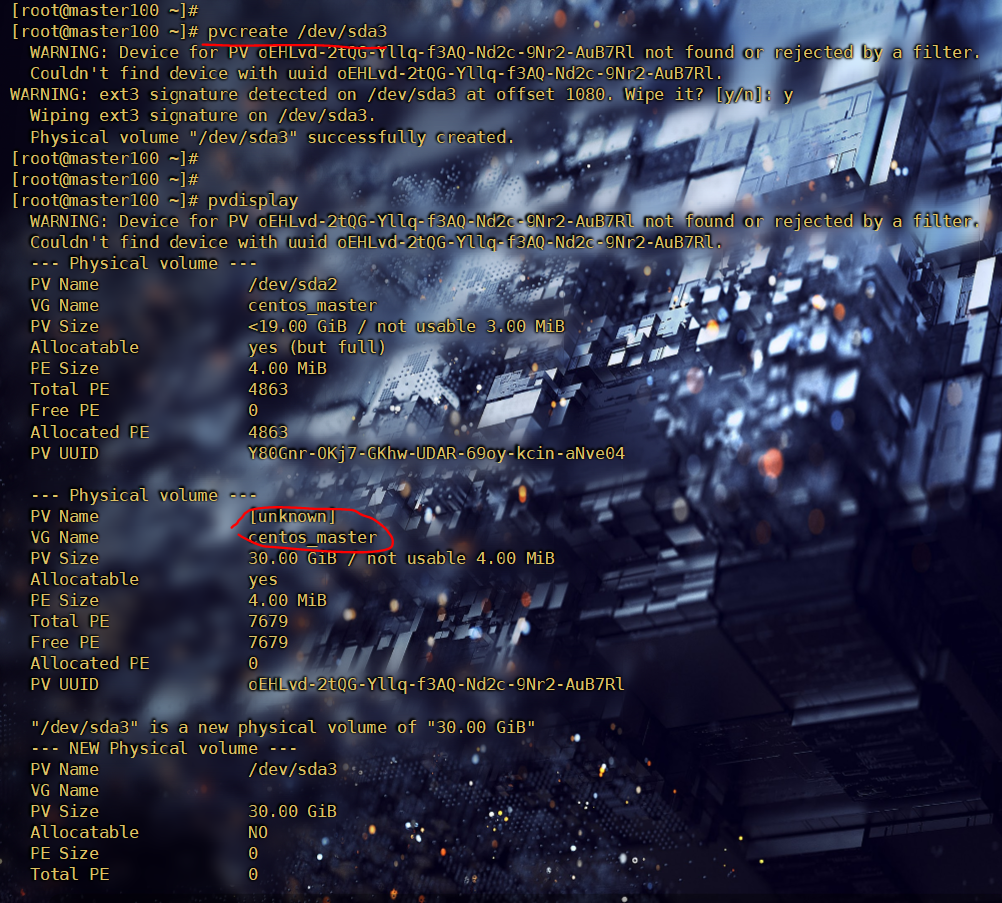 [root@master100 ~]#
[root@master100 ~]# pvcreate /dev/sda3
  WARNING: Device for PV oEHLvd-2tQG-Yllq-f3AQ-Nd2c-9Nr2-AuB7Rl not found or rejected by a filter.
  Couldn't find device with uuid oEHLvd-2tQG-Yllq-f3AQ-Nd2c-9Nr2-AuB7Rl.
WARNING: ext3 signature detected on /dev/sda3 at offset 1080. Wipe it? [y/n]: y
  Wiping ext3 signature on /dev/sda3.
  Physical volume "/dev/sda3" successfully created.
[root@master100 ~]#
[root@master100 ~]#
[root@master100 ~]# pvdisplay
  WARNING: Device for PV oEHLvd-2tQG-Yllq-f3AQ-Nd2c-9Nr2-AuB7Rl not found or rejected by a filter.
  Couldn't find device with uuid oEHLvd-2tQG-Yllq-f3AQ-Nd2c-9Nr2-AuB7Rl.
  --- Physical volume ---
  PV Name               /dev/sda2
  VG Name               centos_master
  PV Size               <19.00 GiB / not usable 3.00 MiB
  Allocatable           yes (but full)
  PE Size               4.00 MiB
  Total PE              4863
  Free PE               0
  Allocated PE          4863
  PV UUID               Y80Gnr-OKj7-GKhw-UDAR-69oy-kcin-aNve04

  --- Physical volume ---
  PV Name               [unknown]
  VG Name               centos_master
  PV Size               30.00 GiB / not usable 4.00 MiB
  Allocatable           yes
  PE Size               4.00 MiB
  Total PE              7679
  Free PE               7679
  Allocated PE          0
  PV UUID               oEHLvd-2tQG-Yllq-f3AQ-Nd2c-9Nr2-AuB7Rl

  "/dev/sda3" is a new physical volume of "30.00 GiB"
  --- NEW Physical volume ---
  PV Name               /dev/sda3
  VG Name
  PV Size               30.00 GiB
  Allocatable           NO
  PE Size               0
  Total PE              0